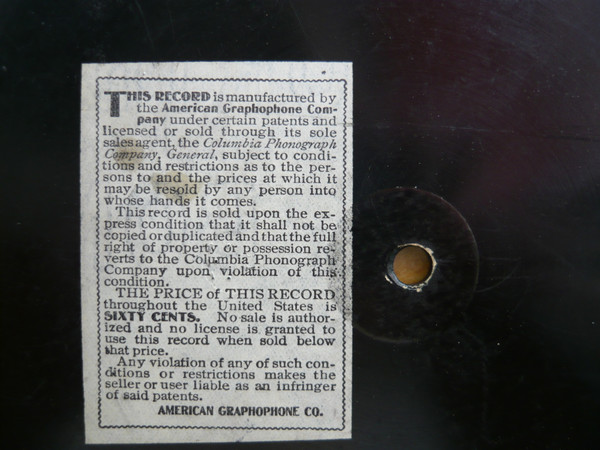 THIS RECORD is manufactured by
the American Graphophone Com-
pany under certain patents and
licensed or sold through its sole
sales agent, the Columbia Phonograph
Company, General, subject to condi-
tions and restrictions as to the per-
sons to and the prices at which it
may be resold by any person into
whose hands it comes.
This record is sold upon the ex-
press condition that it shall not be
copied or duplicated and that the full
right of property or possession re-
verts to the Columbia Phonograph
Company upon violation of this
condition.
THE PRICE of THIS RECORD
throughout the United States is
SIXTY CENTS. No sale is author-
ized and no license is granted to
use this record when sold below
that price.
Any violation of any of such con-
ditions or restrictions makes the
seller or user liable as an infringer
of said patents.
AMERICAN GRAPHOPHONE CO.